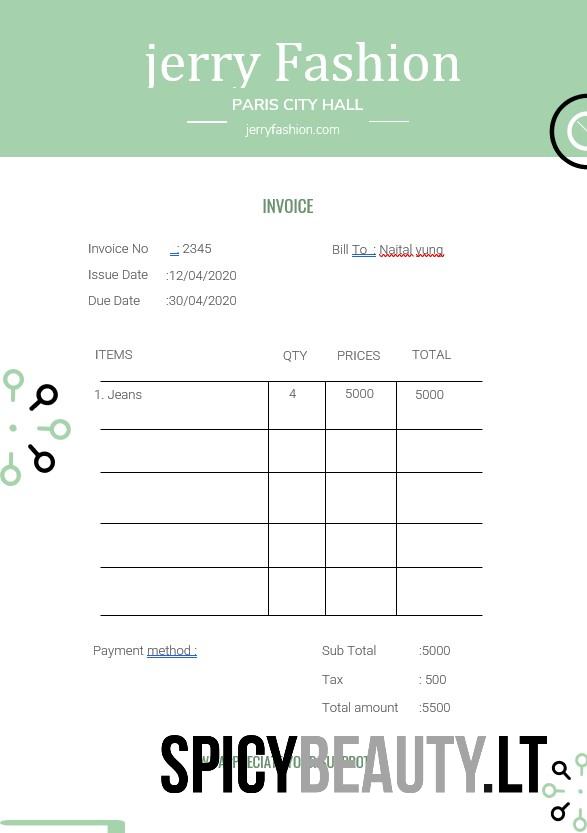 jerry Fashion
PARIS CITY HALL
jerryfashion.com
INVOICE
Invoice No : 2345
Bill To : Naital yung
Issue Date :12/04/2020
Due Date :30/04/2020
ITEMS QTY PRICES TOTAL
1. Jeans 4 5000 5000
Payment method :
Sub Total :5000
Tax : 500
Total amount :5500
SPICYBEAUTY.LT